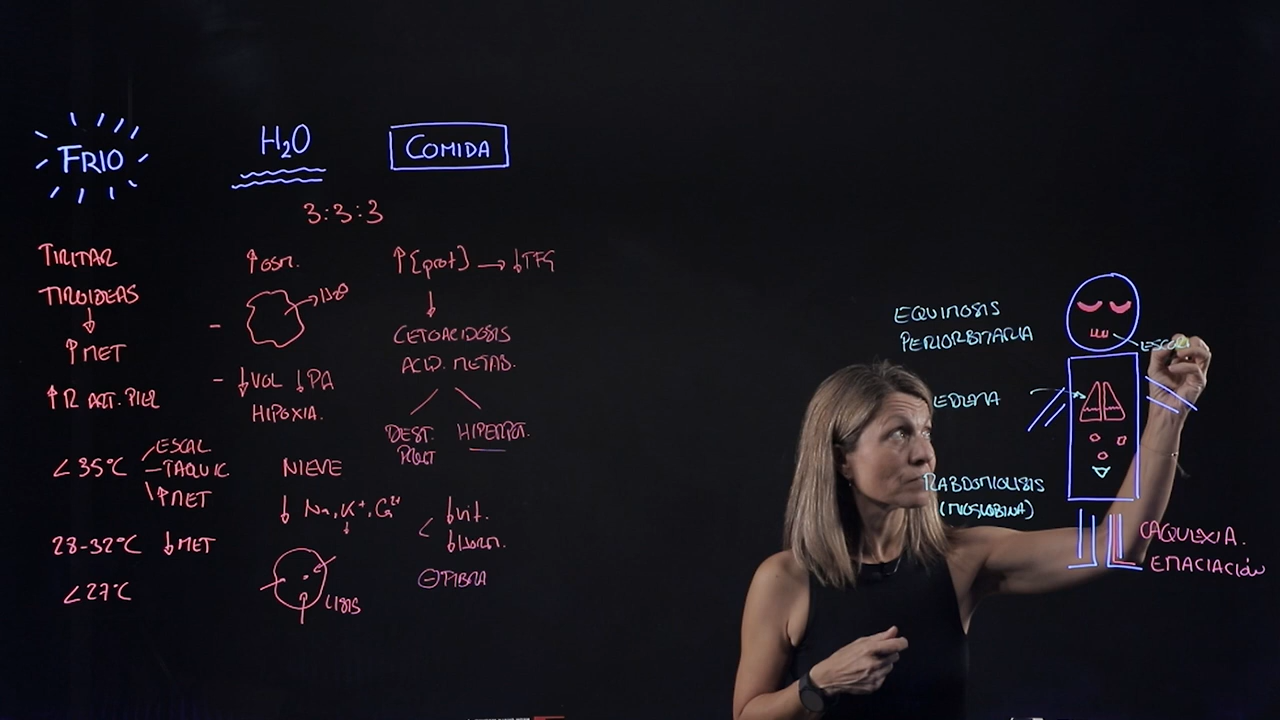 FRIO
TIRITAR
TIROIDEAS
↑MET
↑R ART. PIEL
<35°C
ESCAL
- TAQUIC
↑MET
28-32°C ↓MET
<27°C
H₂O
3:3:3
↑OSM.
H₂O
- ↓VOL ↓PA
HIPOXIA.
NIEVE
↓ Na, K⁺, Ca²⁺
LISIS
COMIDA
↑[prot] → ↓TFG
CETOACIDOSIS
ACID. METAB.
DEST.
PROT
HIPERPOT.
< ↓Vit.
↓Horm.
⊖FIBRA
EQUIMOSIS
PERIORBITARIA
EDEMA
RABDOMIOLISIS
(MIOGLOBINA)
CAQUEXIA.
EMACIACIÓN